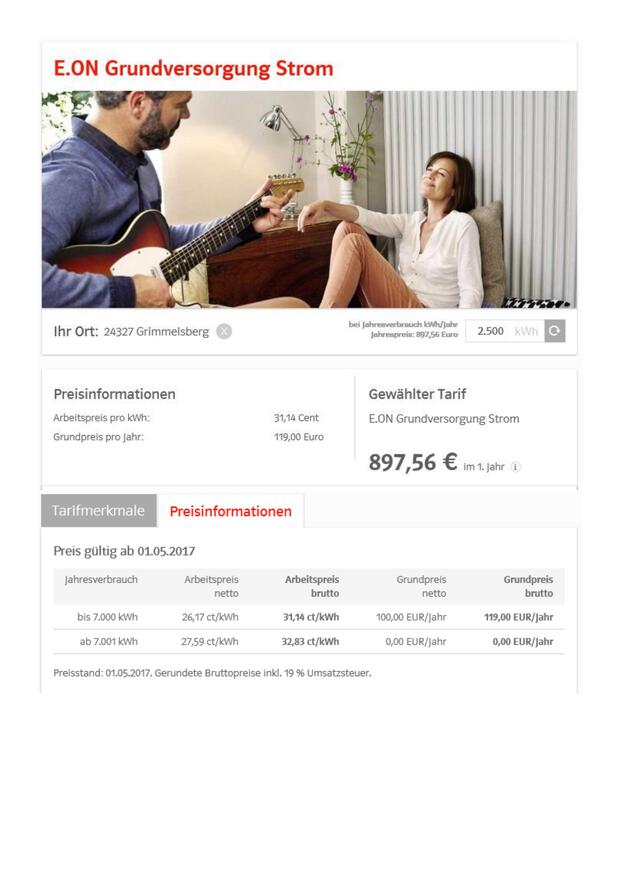 E.ON Grundversorgung Strom
Ihr Ort: 24327 Grimmelsberg X
bei Jahresverbrauch kWh/Jahr
Jahrespreis: 897,56 Euro
2.500 kWh
Preisinformationen
Arbeitspreis pro kWh: 31,14 Cent
Grundpreis pro Jahr: 119,00 Euro
Gewählter Tarif
E.ON Grundversorgung Strom
897,56 € im 1. Jahr i
Tarifmerkmale Preisinformationen
Preis gültig ab 01.05.2017
Jahresverbrauch Arbeitspreis netto Arbeitspreis brutto Grundpreis netto Grundpreis brutto
bis 7.000 kWh 26,17 ct/kWh 31,14 ct/kWh 100,00 EUR/Jahr 119,00 EUR/Jahr
ab 7.001 kWh 27,59 ct/kWh 32,83 ct/kWh 0,00 EUR/Jahr 0,00 EUR/Jahr
Preisstand: 01.05.2017. Gerundete Bruttopreise inkl. 19 % Umsatzsteuer.